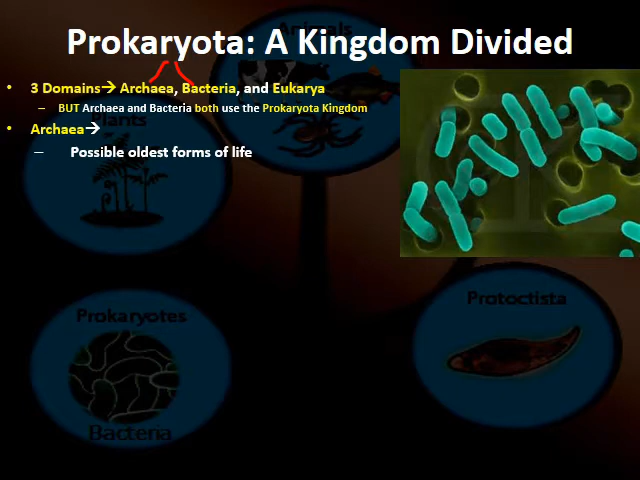 Prokaryota: A Kingdom Divided
• 3 Domains→ Archaea, Bacteria, and Eukarya
– BUT Archaea and Bacteria both use the Prokaryota Kingdom
• Archaea→
– Possible oldest forms of life
Animals
Plants
Prokaryotes
Bacteria
Protoctista